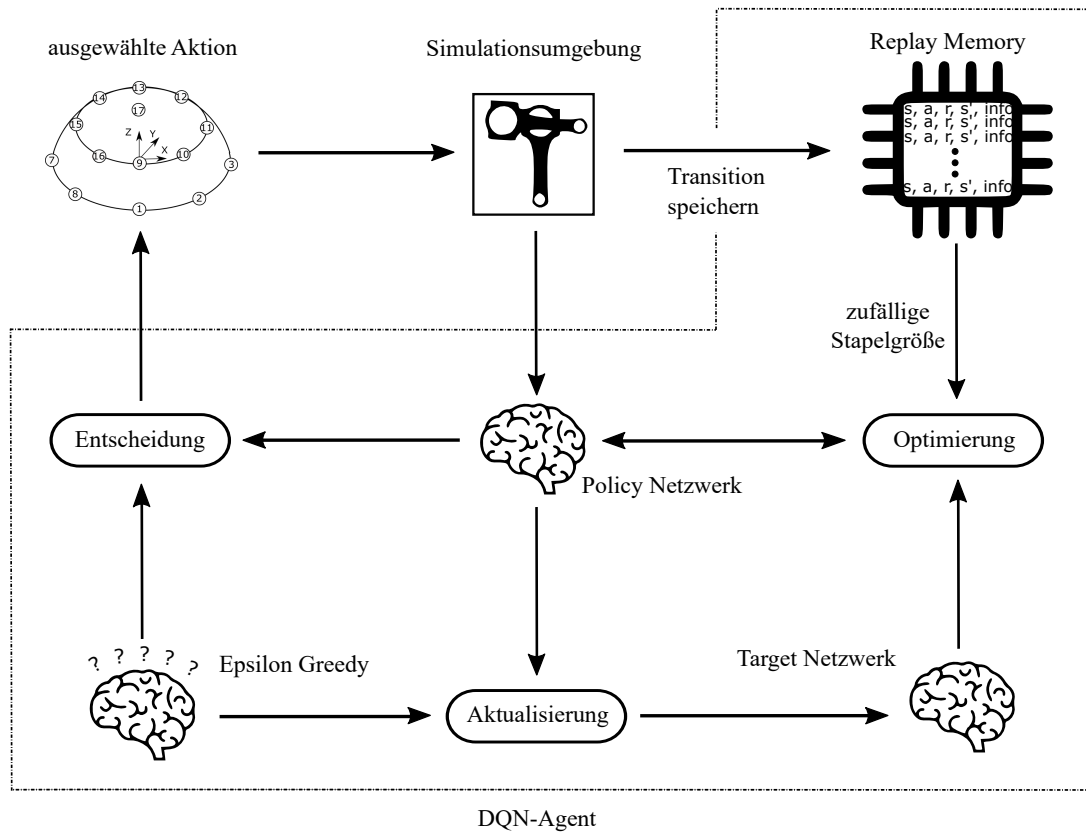 ausgewählte Aktion
Simulationsumgebung
Replay Memory
13
14
12
17
15
11
Z
Y
X
16
10
9
7
3
8
2
1
s, a, r, s', info
s, a, r, s', info
s, a, r, s', info
s, a, r, s', info
Transition
speichern
zufällige
Stapelgröße
Entscheidung
Optimierung
Policy Netzwerk
? ? ? ? ?
Epsilon Greedy
Target Netzwerk
Aktualisierung
DQN-Agent